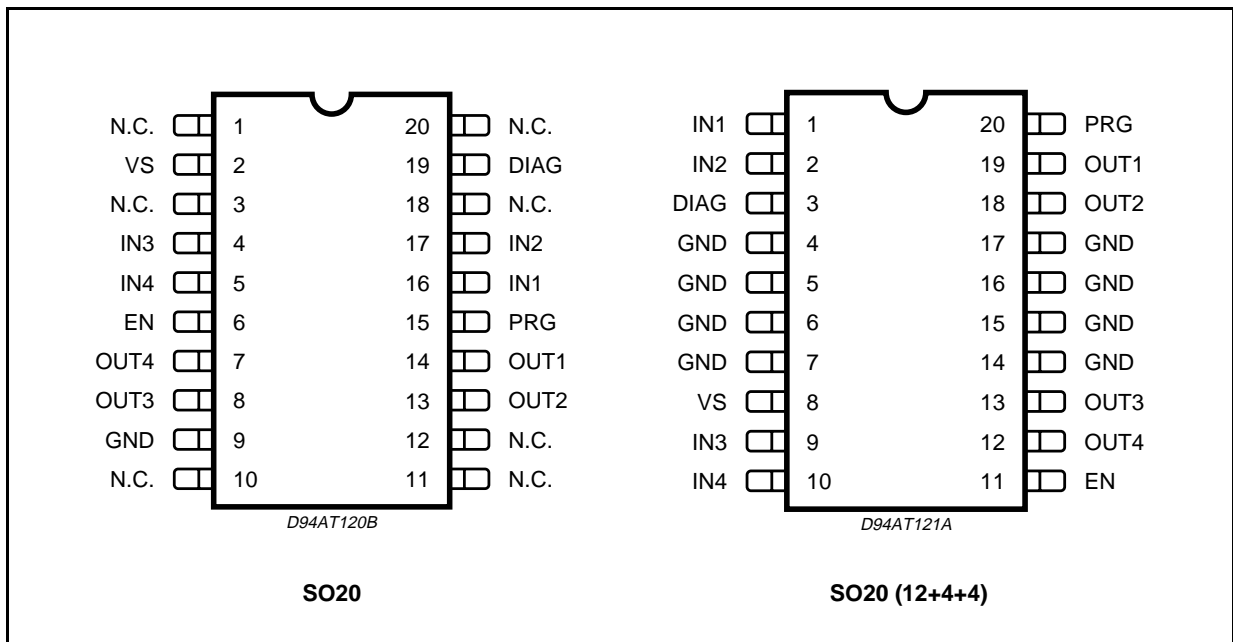 N.C. 1 20 N.C.
VS 2 19 DIAG
N.C. 3 18 N.C.
IN3 4 17 IN2
IN4 5 16 IN1
EN 6 15 PRG
OUT4 7 14 OUT1
OUT3 8 13 OUT2
GND 9 12 N.C.
N.C. 10 11 N.C.
D94AT120B
SO20
IN1 1 20 PRG
IN2 2 19 OUT1
DIAG 3 18 OUT2
GND 4 17 GND
GND 5 16 GND
GND 6 15 GND
GND 7 14 GND
VS 8 13 OUT3
IN3 9 12 OUT4
IN4 10 11 EN
D94AT121A
SO20 (12+4+4)